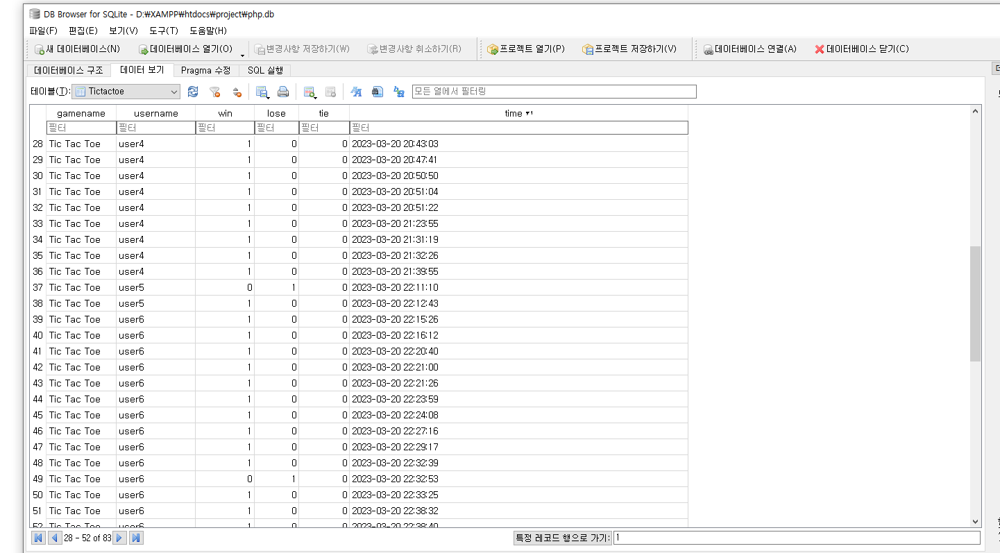 DB Browser for SQLite - D:₩XAMPP₩htdocs₩project₩php.db
파일(F) 편집(E) 보기(V) 도구(T) 도움말(H)
새 데이터베이스(N) 데이터베이스 열기(O) 변경사항 저장하기(W) 변경사항 취소하기(R) 프로젝트 열기(P) 프로젝트 저장하기(V) 데이터베이스 연결(A) 데이터베이스 닫기(C)
데이터베이스 구조 데이터 보기 Pragma 수정 SQL 실행
테이블(T): Tictactoe 모든 열에서 필터링
gamename username win lose tie time
필터 필터 필터 필터 필터 필터
28 Tic Tac Toe user4 1 0 0 2023-03-20 20:43:03
29 Tic Tac Toe user4 1 0 0 2023-03-20 20:47:41
30 Tic Tac Toe user4 1 0 0 2023-03-20 20:50:50
31 Tic Tac Toe user4 1 0 0 2023-03-20 20:51:04
32 Tic Tac Toe user4 1 0 0 2023-03-20 20:51:22
33 Tic Tac Toe user4 1 0 0 2023-03-20 21:23:55
34 Tic Tac Toe user4 1 0 0 2023-03-20 21:31:19
35 Tic Tac Toe user4 1 0 0 2023-03-20 21:32:26
36 Tic Tac Toe user4 1 0 0 2023-03-20 21:39:55
37 Tic Tac Toe user5 0 1 0 2023-03-20 22:11:10
38 Tic Tac Toe user5 1 0 0 2023-03-20 22:12:43
39 Tic Tac Toe user6 1 0 0 2023-03-20 22:15:26
40 Tic Tac Toe user6 1 0 0 2023-03-20 22:16:12
41 Tic Tac Toe user6 1 0 0 2023-03-20 22:20:40
42 Tic Tac Toe user6 1 0 0 2023-03-20 22:21:00
43 Tic Tac Toe user6 1 0 0 2023-03-20 22:21:26
44 Tic Tac Toe user6 1 0 0 2023-03-20 22:23:59
45 Tic Tac Toe user6 1 0 0 2023-03-20 22:24:08
46 Tic Tac Toe user6 1 0 0 2023-03-20 22:27:16
47 Tic Tac Toe user6 1 0 0 2023-03-20 22:29:17
48 Tic Tac Toe user6 1 0 0 2023-03-20 22:32:39
49 Tic Tac Toe user6 0 1 0 2023-03-20 22:32:53
50 Tic Tac Toe user6 1 0 0 2023-03-20 22:33:25
51 Tic Tac Toe user6 1 0 0 2023-03-20 22:38:32
52 Tic Tac Toe user6 1 0 0 2023-03-20 22:38:40
28 - 52 of 83 특정 레코드 행으로 가기: 1